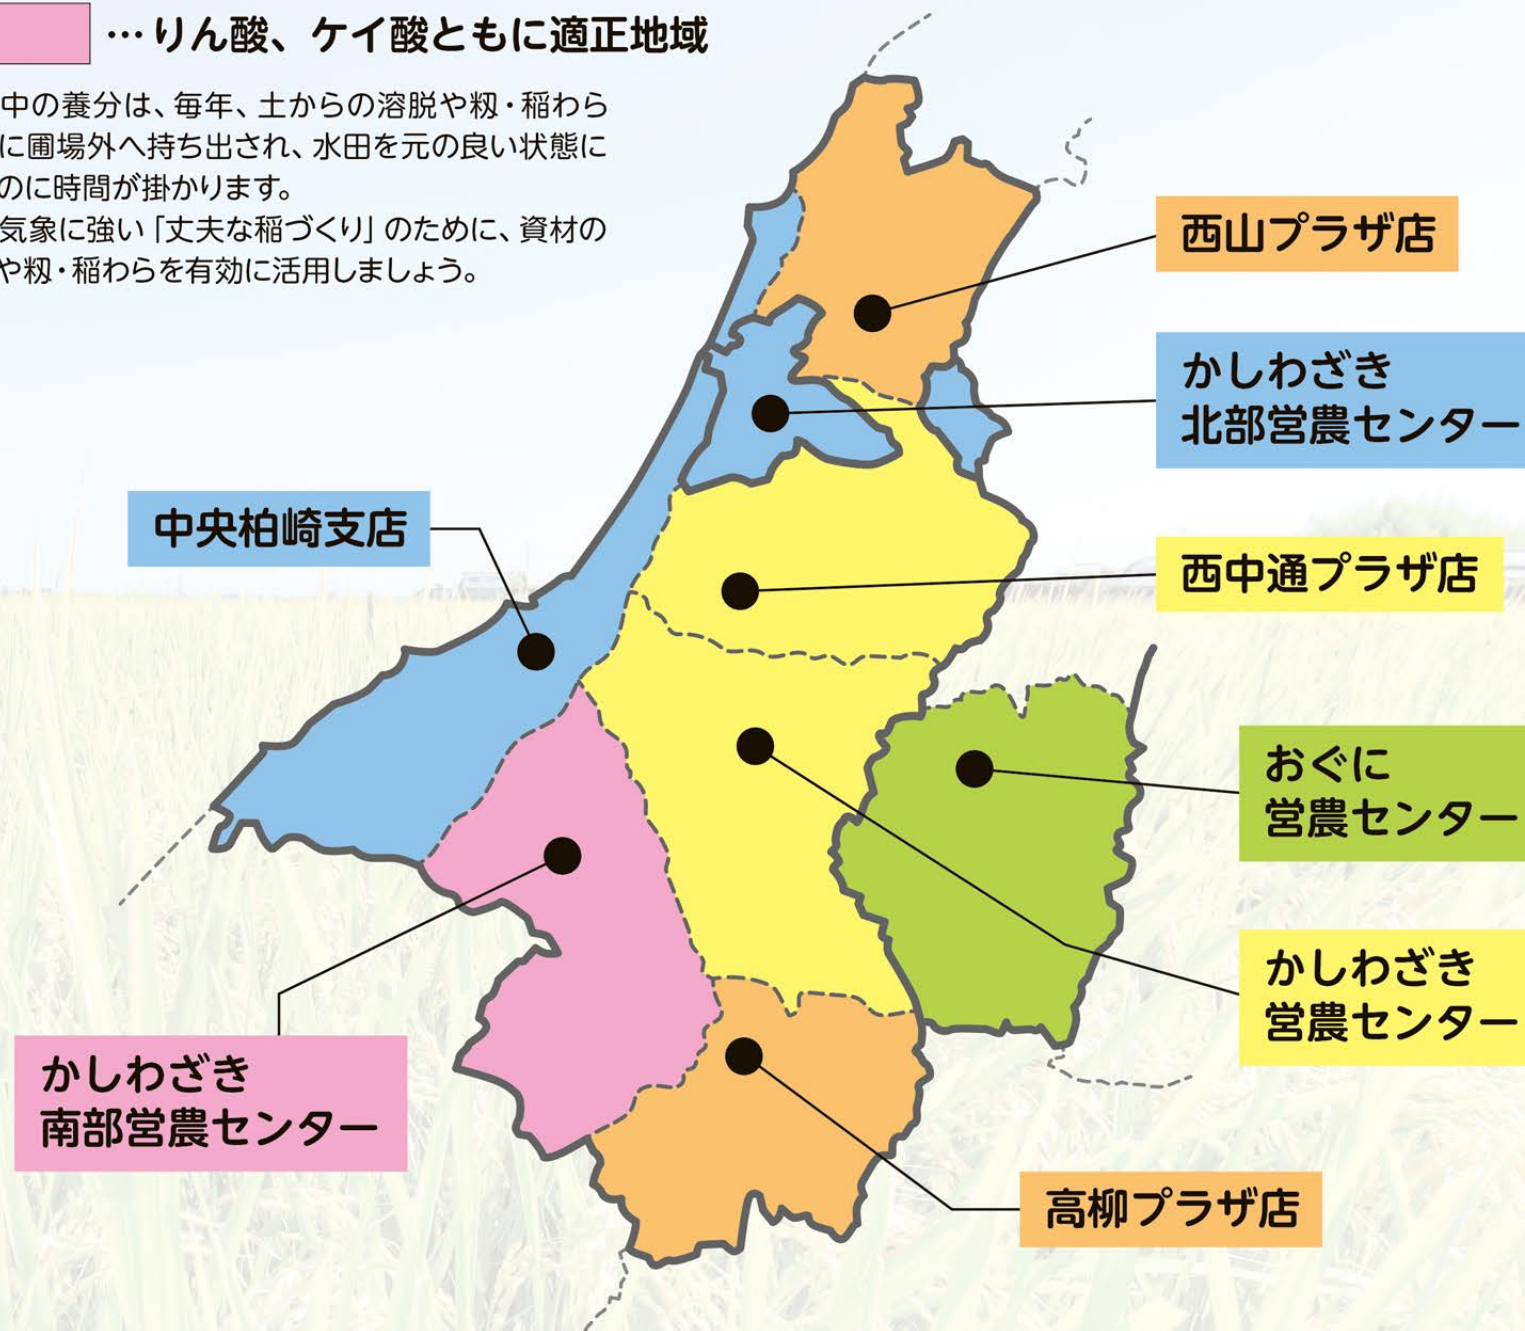 …りん酸、ケイ酸ともに適正地域
中の養分は、毎年、土からの溶脱や籾・稲わら
に圃場外へ持ち出され、水田を元の良い状態に
のに時間が掛かります。
気象に強い「丈夫な稲づくり」のために、資材の
や籾・稲わらを有効に活用しましょう。
西山プラザ店
かしわざき
北部営農センター
中央柏崎支店
西中通プラザ店
おぐに
営農センター
かしわざき
営農センター
かしわざき
南部営農センター
高柳プラザ店